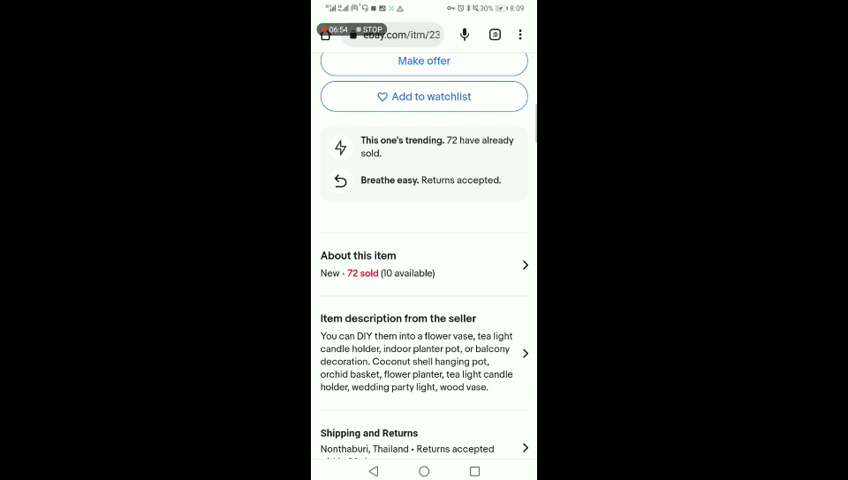 30%
8:09
06:54 STOP
ebay.com/itm/23
Make offer
Add to watchlist
This one's trending. 72 have already
sold.
Breathe easy. Returns accepted.
About this item
New · 72 sold (10 available)
Item description from the seller
You can DIY them into a flower vase, tea light
candle holder, indoor planter pot, or balcony
decoration. Coconut shell hanging pot,
orchid basket, flower planter, tea light candle
holder, wedding party light, wood vase.
Shipping and Returns
Nonthaburi, Thailand • Returns accepted